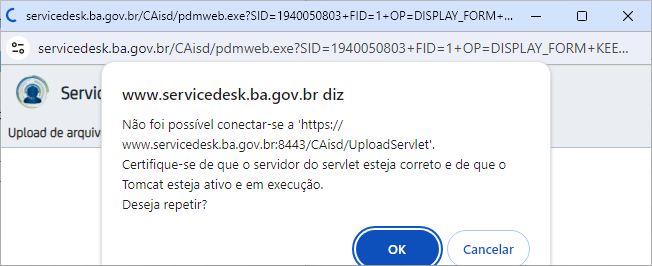 servicedesk.ba.gov.br/CAisd/pdmweb.exe?SID=1940050803+FID=1+OP=DISPLAY_FORM+...
servicedesk.ba.gov.br/CAisd/pdmweb.exe?SID=1940050803+FID=1+OP=DISPLAY_FORM+KEE...
Servi
Upload de arquiv
www.servicedesk.ba.gov.br diz
Não foi possível conectar-se a 'https://
www.servicedesk.ba.gov.br:8443/CAisd/UploadServlet'.
Certifique-se de que o servidor do servlet esteja correto e de que o
Tomcat esteja ativo e em execução.
Deseja repetir?
OK Cancelar